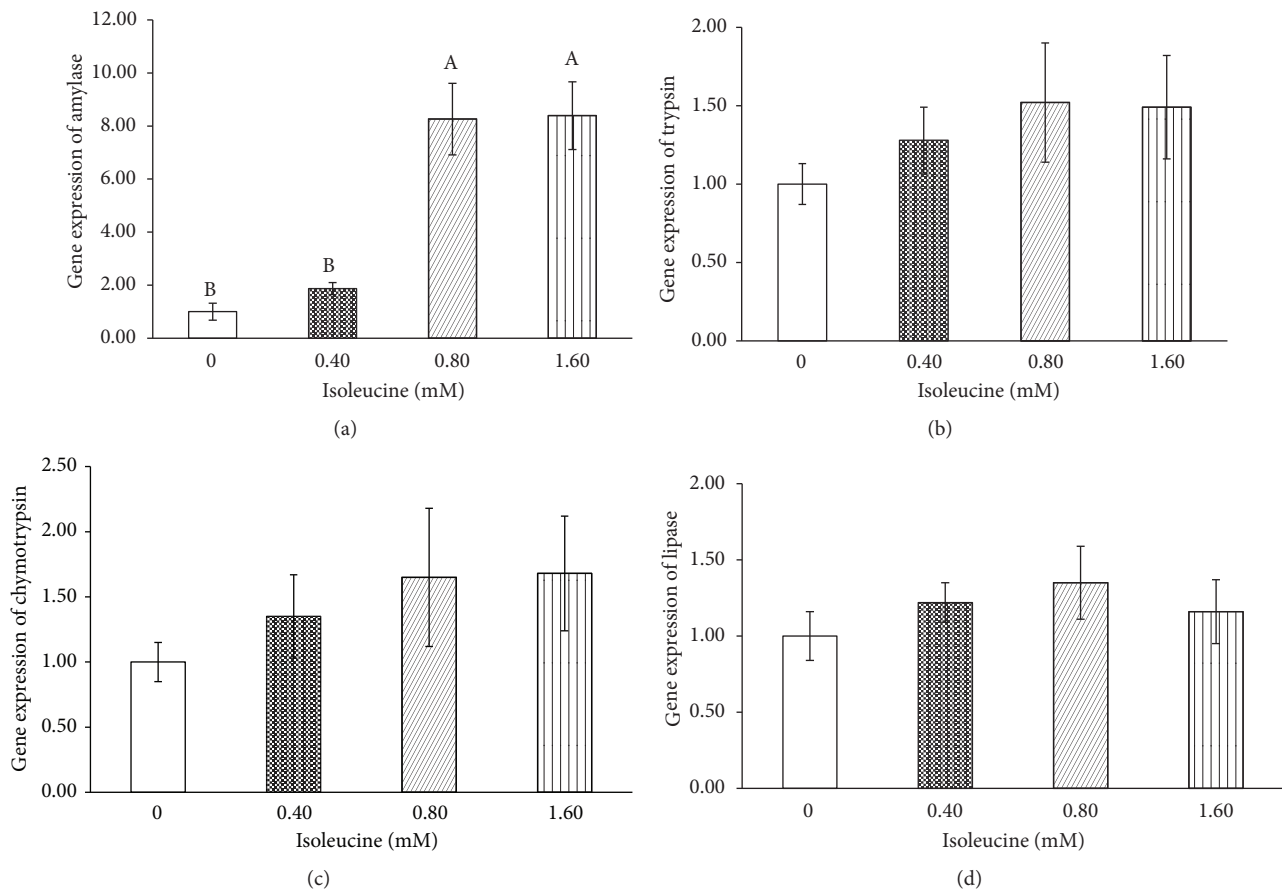 Gene expression of amylase
12.00
10.00
8.00
6.00
4.00
2.00
0.00
B
B
A
A
0
0.40
0.80
1.60
Isoleucine (mM)
(a)
Gene expression of trypsin
2.00
1.50
1.00
0.50
0.00
0
0.40
0.80
1.60
Isoleucine (mM)
(b)
Gene expression of chymotrypsin
2.50
2.00
1.50
1.00
0.50
0.00
0
0.40
0.80
1.60
Isoleucine (mM)
(c)
Gene expression of lipase
2.00
1.50
1.00
0.50
0.00
0
0.40
0.80
1.60
Isoleucine (mM)
(d)